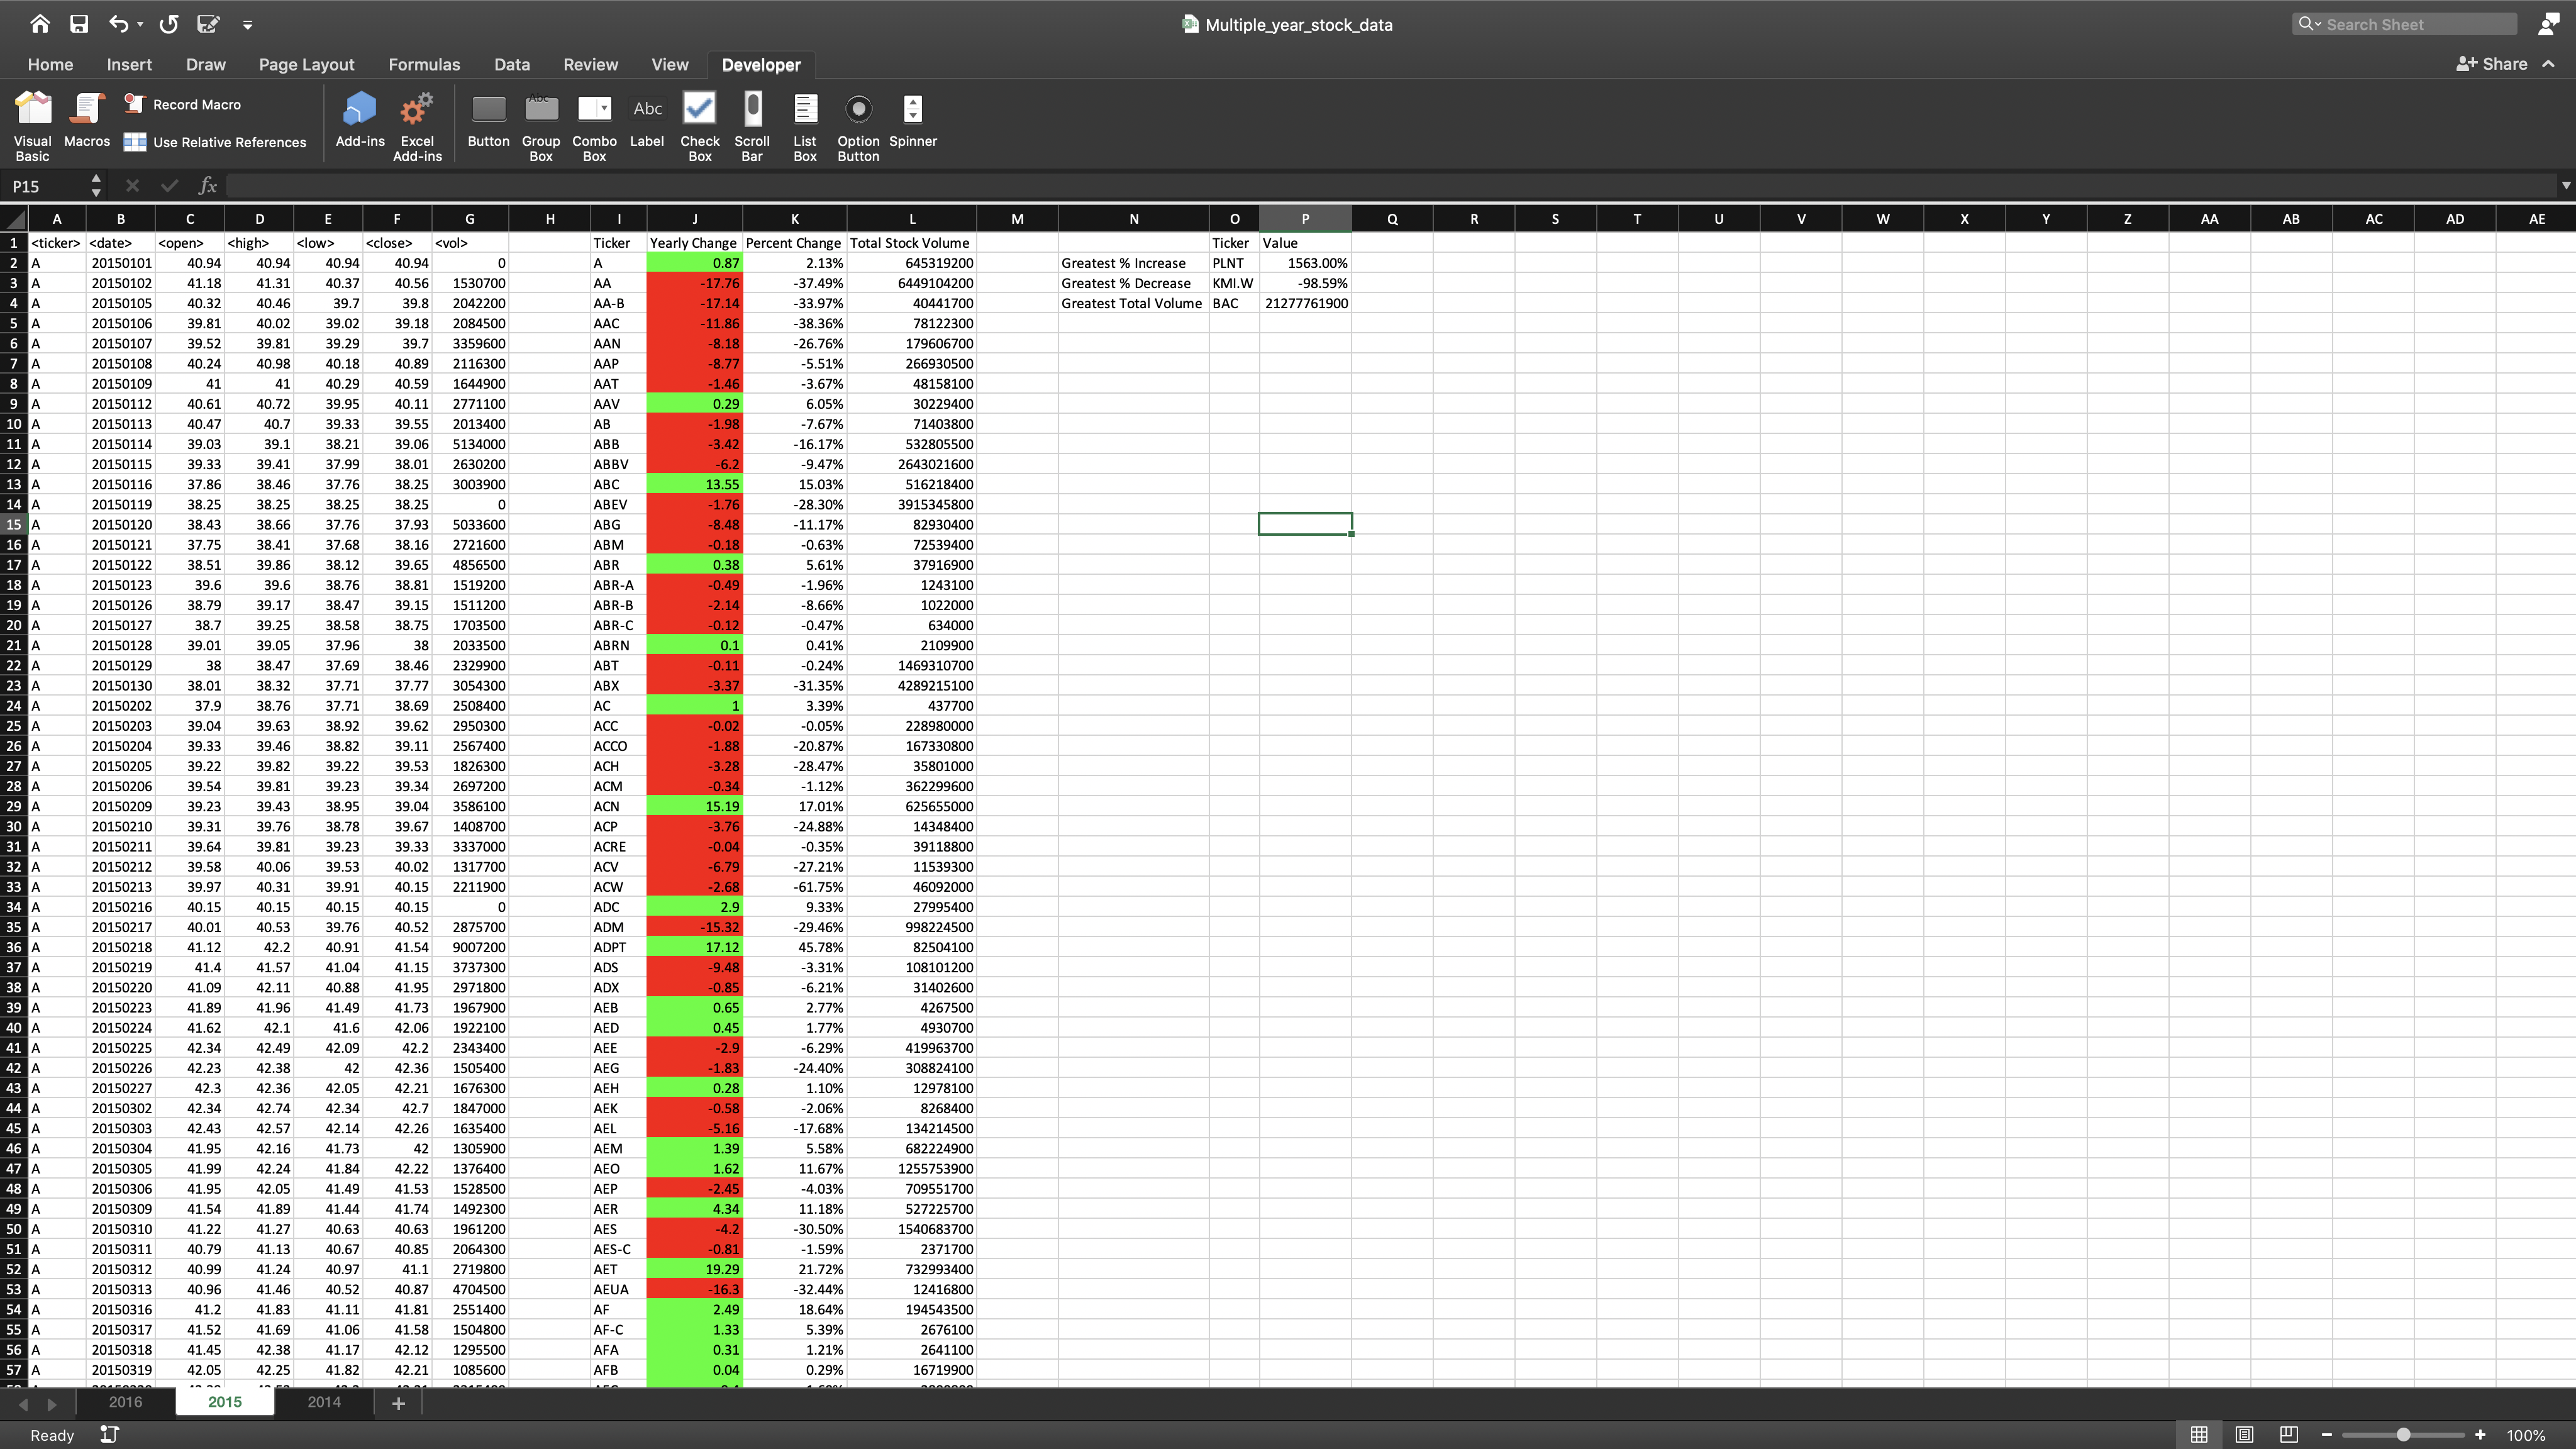 Multiple_year_stock_data
Search Sheet
Home Insert Draw Page Layout Formulas Data Review View Developer Share
Visual Basic Macros Record Macro Use Relative References Add-ins Excel Add-ins Button Group Box Abc Combo Box Abc Label Check Box Scroll Bar List Box Option Button Spinner
P15 fx
A B C D E F G H I J K L M N O P Q R S T U V W X Y Z AA AB AC AD AE
1 <ticker> <date> <open> <high> <low> <close> <vol> Ticker Yearly Change Percent Change Total Stock Volume Ticker Value
2 A 20150101 40.94 40.94 40.94 40.94 0 A 0.87 2.13% 645319200 Greatest % Increase PLNT 1563.00%
3 A 20150102 41.18 41.31 40.37 40.56 1530700 AA -17.76 -37.49% 6449104200 Greatest % Decrease KMI.W -98.59%
4 A 20150105 40.32 40.46 39.7 39.8 2042200 AA-B -17.14 -33.97% 40441700 Greatest Total Volume BAC 21277761900
5 A 20150106 39.81 40.02 39.02 39.18 2084500 AAC -11.86 -38.36% 78122300
6 A 20150107 39.52 39.81 39.29 39.7 3359600 AAN -8.18 -26.76% 179606700
7 A 20150108 40.24 40.98 40.18 40.89 2116300 AAP -8.77 -5.51% 266930500
8 A 20150109 41 41 40.29 40.59 1644900 AAT -1.46 -3.67% 48158100
9 A 20150112 40.61 40.72 39.95 40.11 2771100 AAV 0.29 6.05% 30229400
10 A 20150113 40.47 40.7 39.33 39.55 2013400 AB -1.98 -7.67% 71403800
11 A 20150114 39.03 39.1 38.21 39.06 5134000 ABB -3.42 -16.17% 532805500
12 A 20150115 39.33 39.41 37.99 38.01 2630200 ABBV -6.2 -9.47% 2643021600
13 A 20150116 37.86 38.46 37.76 38.25 3003900 ABC 13.55 15.03% 516218400
14 A 20150119 38.25 38.25 38.25 38.25 0 ABEV -1.76 -28.30% 3915345800
15 A 20150120 38.43 38.66 37.76 37.93 5033600 ABG -8.48 -11.17% 82930400
16 A 20150121 37.75 38.41 37.68 38.16 2721600 ABM -0.18 -0.63% 72539400
17 A 20150122 38.51 39.86 38.12 39.65 4856500 ABR 0.38 5.61% 37916900
18 A 20150123 39.6 39.6 38.76 38.81 1519200 ABR-A -0.49 -1.96% 1243100
19 A 20150126 38.79 39.17 38.47 39.15 1511200 ABR-B -2.14 -8.66% 1022000
20 A 20150127 38.7 39.25 38.58 38.75 1703500 ABR-C -0.12 -0.47% 634000
21 A 20150128 39.01 39.05 37.96 38 2033500 ABRN 0.1 0.41% 2109900
22 A 20150129 38 38.47 37.69 38.46 2329900 ABT -0.11 -0.24% 1469310700
23 A 20150130 38.01 38.32 37.71 37.77 3054300 ABX -3.37 -31.35% 4289215100
24 A 20150202 37.9 38.76 37.71 38.69 2508400 AC 1 3.39% 437700
25 A 20150203 39.04 39.63 38.92 39.62 2950300 ACC -0.02 -0.05% 228980000
26 A 20150204 39.33 39.46 38.82 39.11 2567400 ACCO -1.88 -20.87% 167330800
27 A 20150205 39.22 39.82 39.22 39.53 1826300 ACH -3.28 -28.47% 35801000
28 A 20150206 39.54 39.81 39.23 39.34 2697200 ACM -0.34 -1.12% 362299600
29 A 20150209 39.23 39.43 38.95 39.04 3586100 ACN 15.19 17.01% 625655000
30 A 20150210 39.31 39.76 38.78 39.67 1408700 ACP -3.76 -24.88% 14348400
31 A 20150211 39.64 39.81 39.23 39.33 3337000 ACRE -0.04 -0.35% 39118800
32 A 20150212 39.58 40.06 39.53 40.02 1317700 ACV -6.79 -27.21% 11539300
33 A 20150213 39.97 40.31 39.91 40.15 2211900 ACW -2.68 -61.75% 46092000
34 A 20150216 40.15 40.15 40.15 40.15 0 ADC 2.9 9.33% 27995400
35 A 20150217 40.01 40.53 39.76 40.52 2875700 ADM -15.32 -29.46% 998224500
36 A 20150218 41.12 42.2 40.91 41.54 9007200 ADPT 17.12 45.78% 82504100
37 A 20150219 41.4 41.57 41.04 41.15 3737300 ADS -9.48 -3.31% 108101200
38 A 20150220 41.09 42.11 40.88 41.95 2971800 ADX -0.85 -6.21% 31402600
39 A 20150223 41.89 41.96 41.49 41.73 1967900 AEB 0.65 2.77% 4267500
40 A 20150224 41.62 42.1 41.6 42.06 1922100 AED 0.45 1.77% 4930700
41 A 20150225 42.34 42.49 42.09 42.2 2343400 AEE -2.9 -6.29% 419963700
42 A 20150226 42.23 42.38 42 42.36 1505400 AEG -1.83 -24.40% 308824100
43 A 20150227 42.3 42.36 42.05 42.21 1676300 AEH 0.28 1.10% 12978100
44 A 20150302 42.34 42.74 42.34 42.7 1847000 AEK -0.58 -2.06% 8268400
45 A 20150303 42.43 42.57 42.14 42.26 1635400 AEL -5.16 -17.68% 134214500
46 A 20150304 41.95 42.16 41.73 42 1305900 AEM 1.39 5.58% 682224900
47 A 20150305 41.99 42.24 41.84 42.22 1376400 AEO 1.62 11.67% 1255753900
48 A 20150306 41.95 42.05 41.49 41.53 1528500 AEP -2.45 -4.03% 709551700
49 A 20150309 41.54 41.89 41.44 41.74 1492300 AER 4.34 11.18% 527225700
50 A 20150310 41.22 41.27 40.63 40.63 1961200 AES -4.2 -30.50% 1540683700
51 A 20150311 40.79 41.13 40.67 40.85 2064300 AES-C -0.81 -1.59% 2371700
52 A 20150312 40.99 41.24 40.97 41.1 2719800 AET 19.29 21.72% 732993400
53 A 20150313 40.96 41.46 40.52 40.87 4704500 AEUA -16.3 -32.44% 12416800
54 A 20150316 41.2 41.83 41.11 41.81 2551400 AF 2.49 18.64% 194543500
55 A 20150317 41.52 41.69 41.06 41.58 1504800 AF-C 1.33 5.39% 2676100
56 A 20150318 41.45 42.38 41.17 42.12 1295500 AFA 0.31 1.21% 2641100
57 A 20150319 42.05 42.25 41.82 42.21 1085600 AFB 0.04 0.29% 16719900
2016 2015 2014 +
Ready 100%